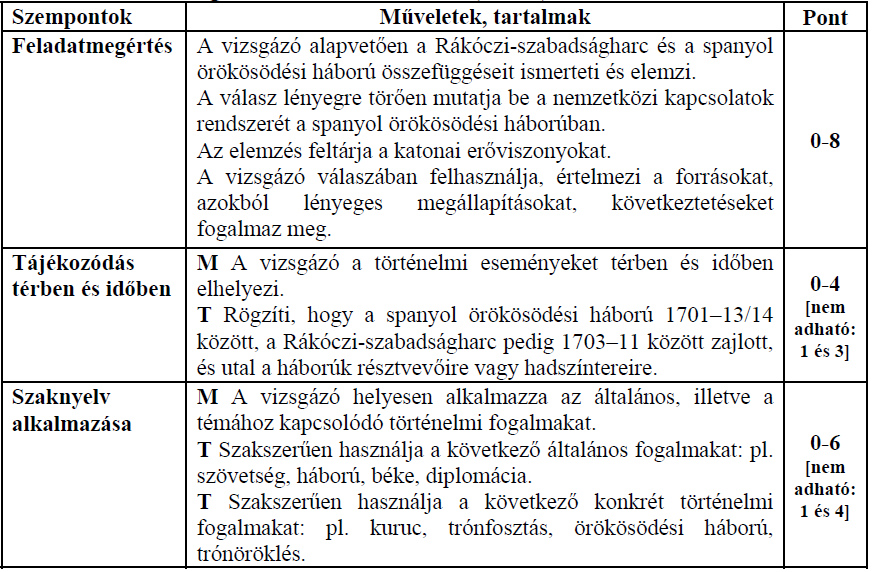 Szempontok Műveletek, tartalmak Pont
Feladatmegértés
A vizsgázó alapvetően a Rákóczi-szabadságharc és a spanyol
örökösödési háború összefüggéseit ismerteti és elemzi.
A válasz lényegre törően mutatja be a nemzetközi kapcsolatok
rendszerét a spanyol örökösödési háborúban.
Az elemzés feltárja a katonai erőviszonyokat.
A vizsgázó válaszában felhasználja, értelmezi a forrásokat,
azokból lényeges megállapításokat, következtetéseket
fogalmaz meg.
0-8
Tájékozódás
térben és időben
M A vizsgázó a történelmi eseményeket térben és időben
elhelyezi.
T Rögzíti, hogy a spanyol örökösödési háború 1701–13/14
között, a Rákóczi-szabadságharc pedig 1703–11 között zajlott,
és utal a háborúk résztvevőire vagy hadszíntereire.
0-4
[nem
adható:
1 és 3]
Szaknyelv
alkalmazása
M A vizsgázó helyesen alkalmazza az általános, illetve a
témához kapcsolódó történelmi fogalmakat.
T Szakszerűen használja a következő általános fogalmakat: pl.
szövetség, háború, béke, diplomácia.
T Szakszerűen használja a következő konkrét történelmi
fogalmakat: pl. kuruc, trónfosztás, örökösödési háború,
trónöröklés.
0-6
[nem
adható:
1 és 4]